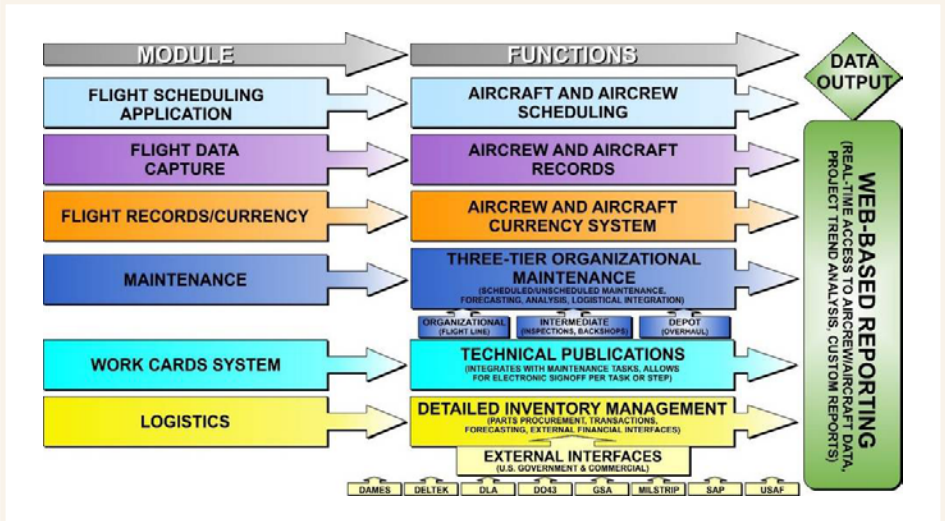 MODULE
FUNCTIONS
DATA
OUTPUT
FLIGHT SCHEDULING
APPLICATION
AIRCRAFT AND AIRCREW
SCHEDULING
FLIGHT DATA
CAPTURE
AIRCREW AND AIRCRAFT
RECORDS
FLIGHT RECORDS/CURRENCY
AIRCREW AND AIRCRAFT
CURRENCY SYSTEM
MAINTENANCE
THREE-TIER ORGANIZATIONAL
MAINTENANCE
(SCHEDULED/UNSCHEDULED MAINTENANCE,
FORECASTING, ANALYSIS, LOGISTICAL INTEGRATION)
ORGANIZATIONAL
(FLIGHT LINE)
INTERMEDIATE
(INSPECTIONS, BACKSHOPS)
DEPOT
(OVERHAUL)
WORK CARDS SYSTEM
TECHNICAL PUBLICATIONS
(INTEGRATES WITH MAINTENANCE TASKS, ALLOWS
FOR ELECTRONIC SIGNOFF PER TASK OR STEP)
LOGISTICS
DETAILED INVENTORY MANAGEMENT
(PARTS PROCUREMENT, TRANSACTIONS,
FORECASTING, EXTERNAL FINANCIAL INTERFACES)
EXTERNAL INTERFACES
(U.S. GOVERNMENT & COMMERCIAL)
DAMES
DELTEK
DLA
DO43
GSA
MILSTRIP
SAP
USAF
WEB-BASED REPORTING
(REAL-TIME ACCESS TO AIRCREW/AIRCRAFT DATA,
PROJECT TREND ANALYSIS, CUSTOM REPORTS)